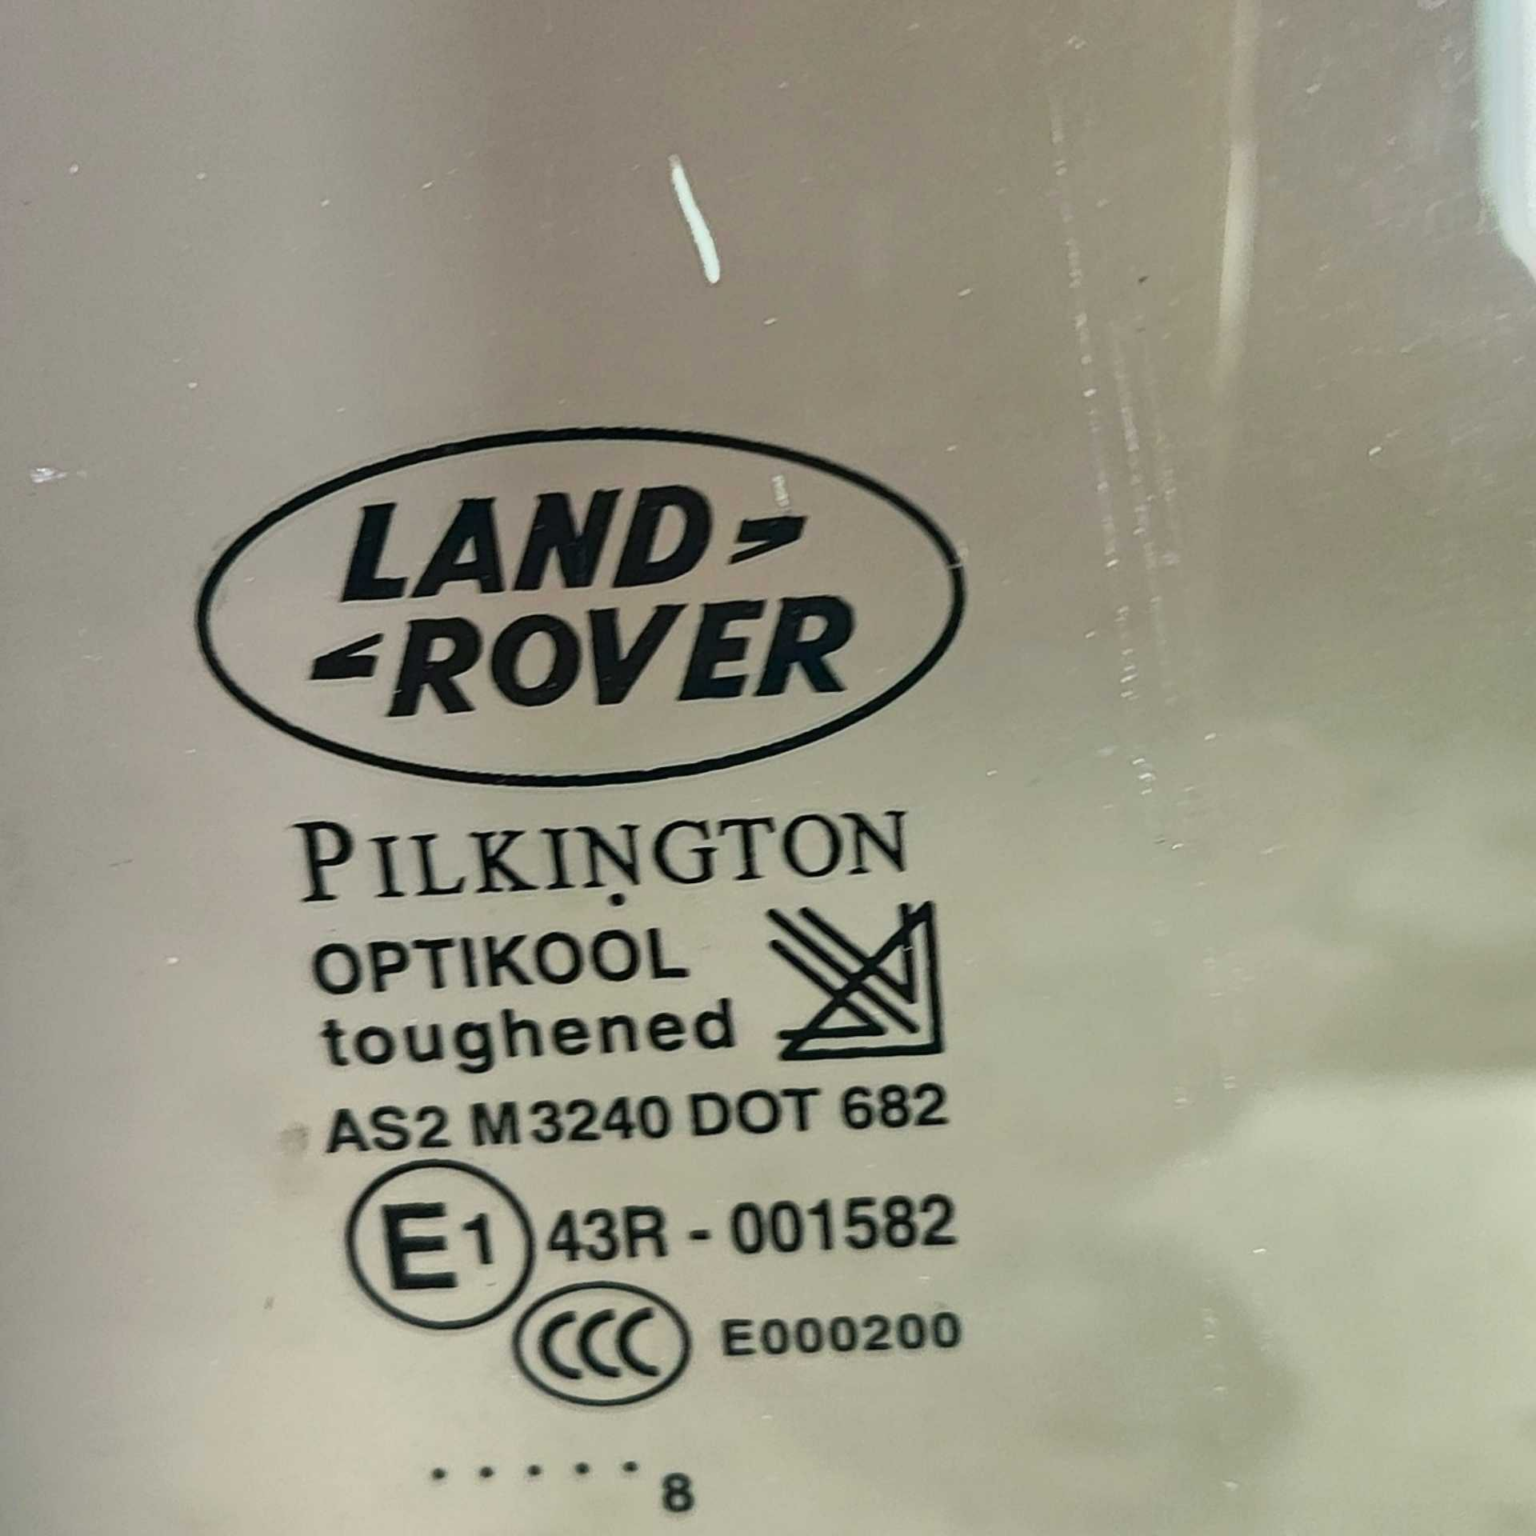 LAND>
<ROVER
PILKINGTON
OPTIKOOL
toughened
AS2 M3240 DOT 682
E1 43R - 001582
CCC E000200
. . . . . 8